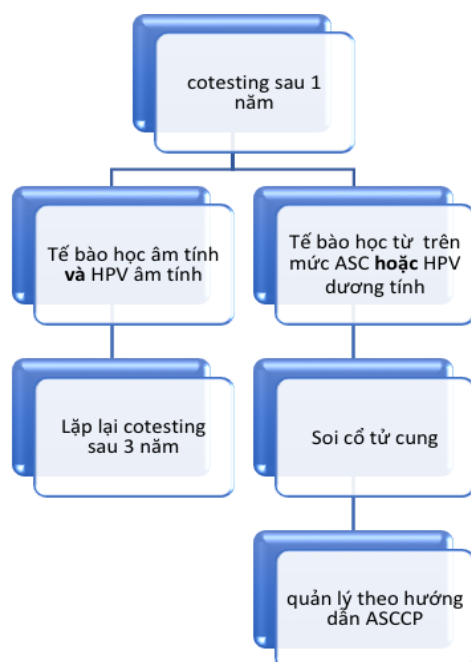 cotesting sau 1
năm
Tế bào học âm tính
và HPV âm tính
Tế bào học từ  trên
mức ASC hoặc HPV
dương tính
Lặp lại cotesting
sau 3 năm
Soi cổ tử cung
quản lý theo hướng
dẫn ASCCP